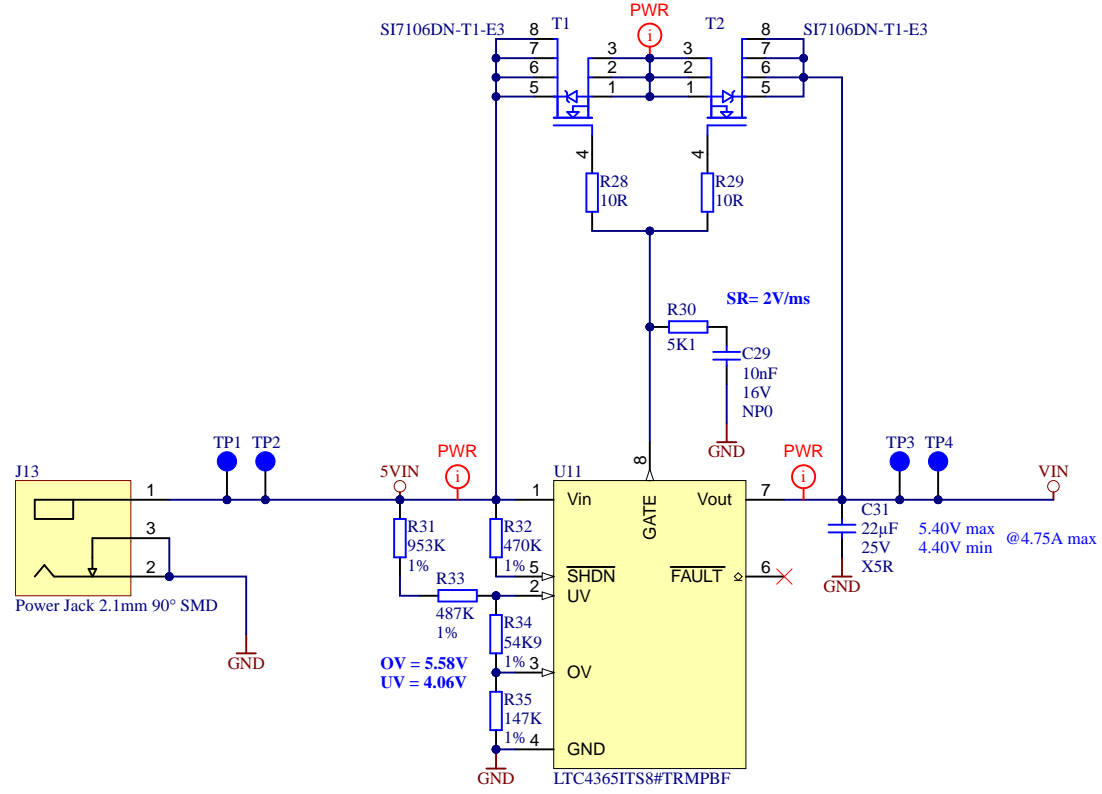 PWR
SI7106DN-T1-E3
T1
T2
SI7106DN-T1-E3
8
7
6
5
3
2
1
3
2
1
8
7
6
5
4
4
R28
10R
R29
10R
SR= 2V/ms
R30
5K1
C29
10nF
16V
NP0
GND
J13
TP1
TP2
5VIN
PWR
U11
PWR
TP3
TP4
VIN
1
3
2
Power Jack 2.1mm 90° SMD
GND
1
Vin
8
GATE
Vout
7
R31
953K
1%
R32
470K
1%
5
SHDN
2
UV
FAULT
6
C31
22µF
25V
X5R
GND
5.40V max
4.40V min
@4.75A max
R33
487K
1%
R34
54K9
1%
3
OV
OV = 5.58V
UV = 4.06V
R35
147K
1%
4
GND
GND
LTC4365ITS8#TRMPBF